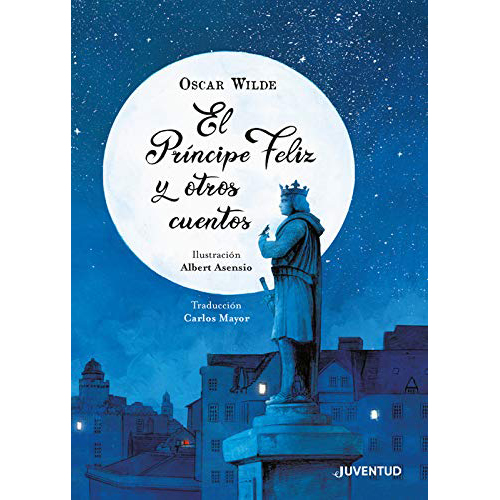 OSCAR WILDE
El
Príncipe Feliz
y otros
cuentos
Ilustración
Albert Asensio
Traducción
Carlos Mayor
JUVENTUD